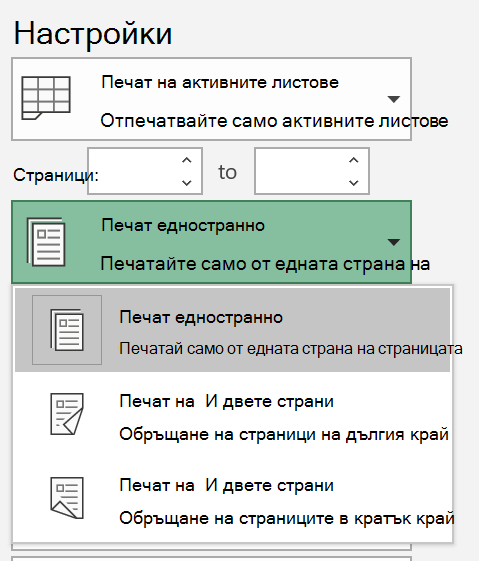 Настройки
Печат на активните листове
Отпечатвайте само активните листове
Страници: to
Печат едностранно
Печатайте само от едната страна на
Печат едностранно
Печатай само от едната страна на страницата
Печат на И двете страни
Обръщане на страници на дългия край
Печат на И двете страни
Обръщане на страниците в кратък край